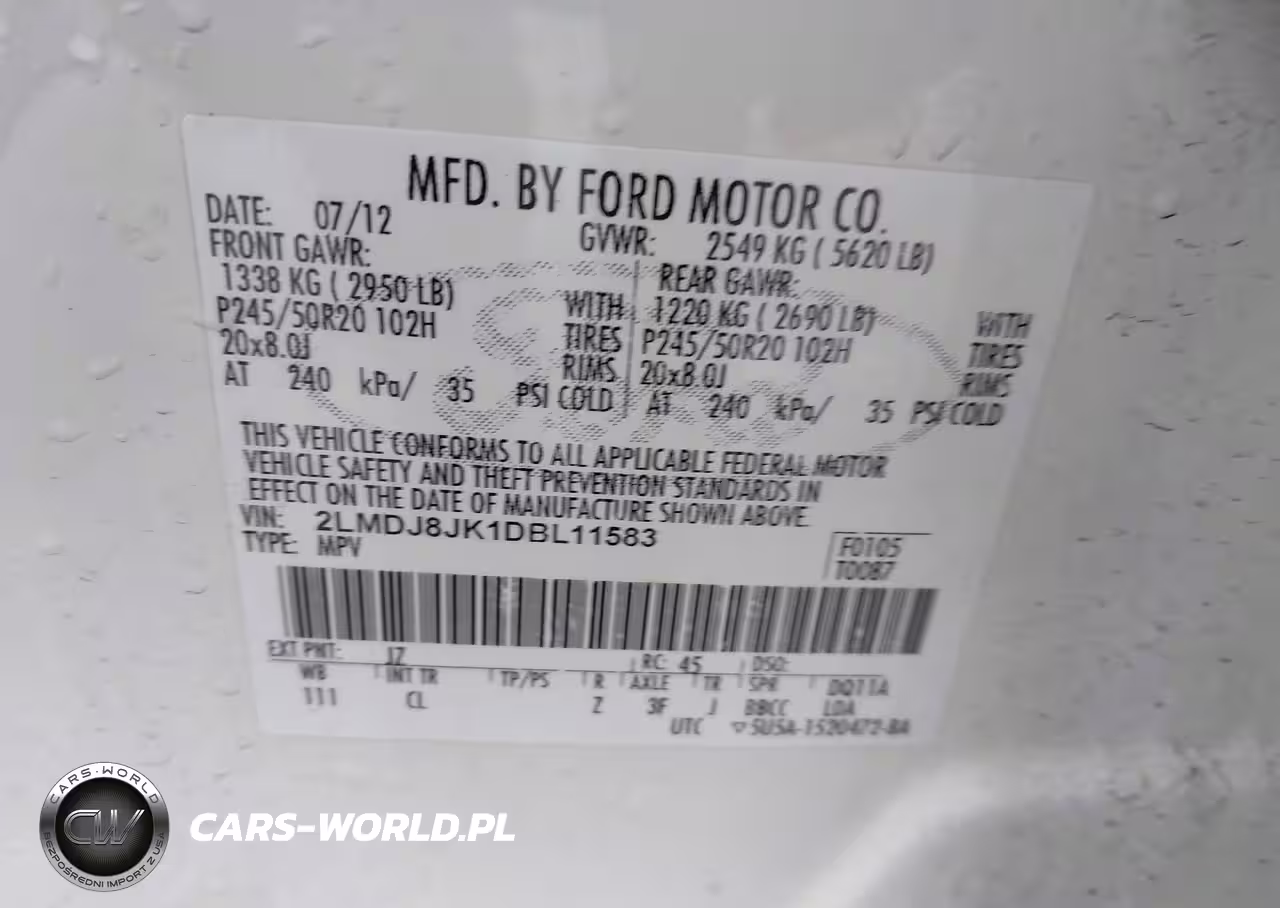 MFD. BY FORD MOTOR CO.
DATE: 07/12 GVWR: 2549 KG ( 5620 LB)
FRONT GAWR: REAR GAWR:
1338 KG ( 2950 LB) WITH 1220 KG ( 2690 LB) WITH
P245/50R20 102H TIRES P245/50R20 102H TIRES
20x8.0J RIMS 20x8.0J RIMS
AT 240 kPa/ 35 PSI COLD AT 240 kPa/ 35 PSI COLD
THIS VEHICLE CONFORMS TO ALL APPLICABLE FEDERAL MOTOR
VEHICLE SAFETY AND THEFT PREVENTION STANDARDS IN
EFFECT ON THE DATE OF MANUFACTURE SHOWN ABOVE.
VIN: 2LMDJ8JK1DBL11583
TYPE: MPV
F0105
T0087
EXT PNT: JZ RC: 45 DSO:
WB INT TR TP/PS R AXLE TR SPR DQ11A
111 CL Z 3F J BBCC LDA
UTC ▽5U5A-1520472-BA
CARS-WORLD
CW
BEZPOŚREDNI IMPORT Z USA
CARS-WORLD.PL